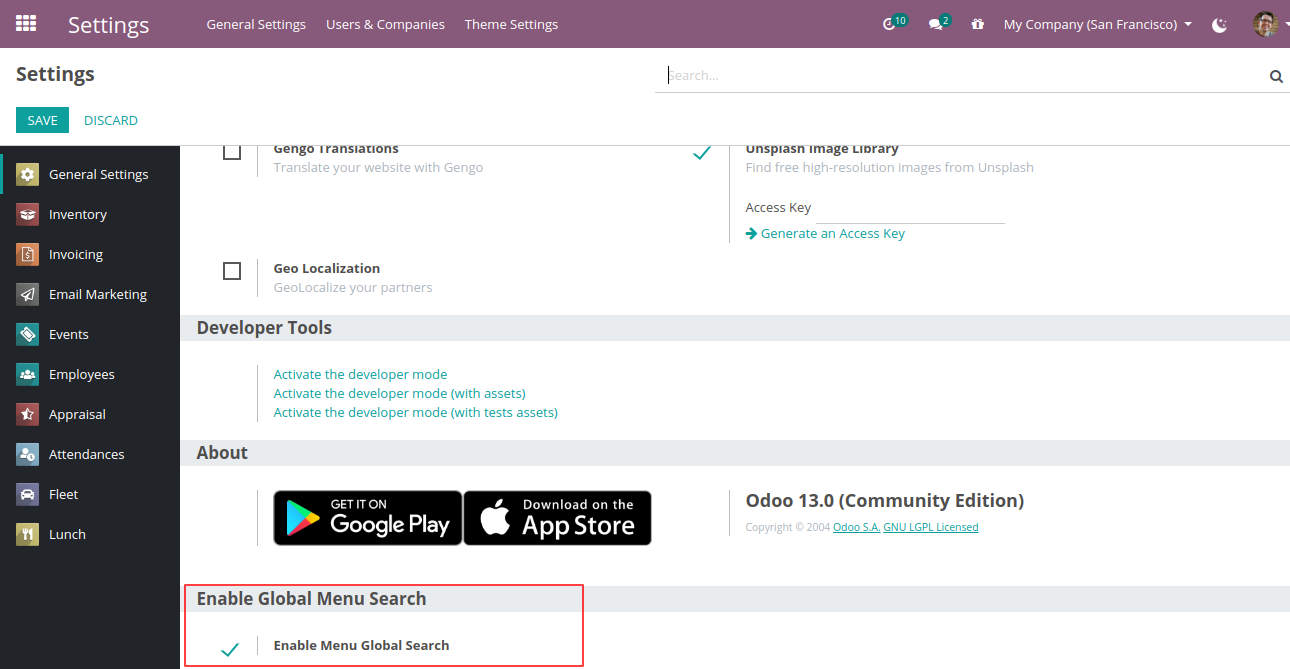 Settings General Settings Users & Companies Theme Settings 10 2 My Company (San Francisco)
Settings
Search...
SAVE DISCARD
General Settings
Inventory
Invoicing
Email Marketing
Events
Employees
Appraisal
Attendances
Fleet
Lunch
Gengo Translations
Translate your website with Gengo
Unsplash Image Library
Find free high-resolution images from Unsplash
Access Key
Generate an Access Key
Geo Localization
GeoLocalize your partners
Developer Tools
Activate the developer mode
Activate the developer mode (with assets)
Activate the developer mode (with tests assets)
About
GET IT ON
Google Play
Download on the
App Store
Odoo 13.0 (Community Edition)
Copyright © 2004 Odoo S.A. GNU LGPL Licensed
Enable Global Menu Search
Enable Menu Global Search